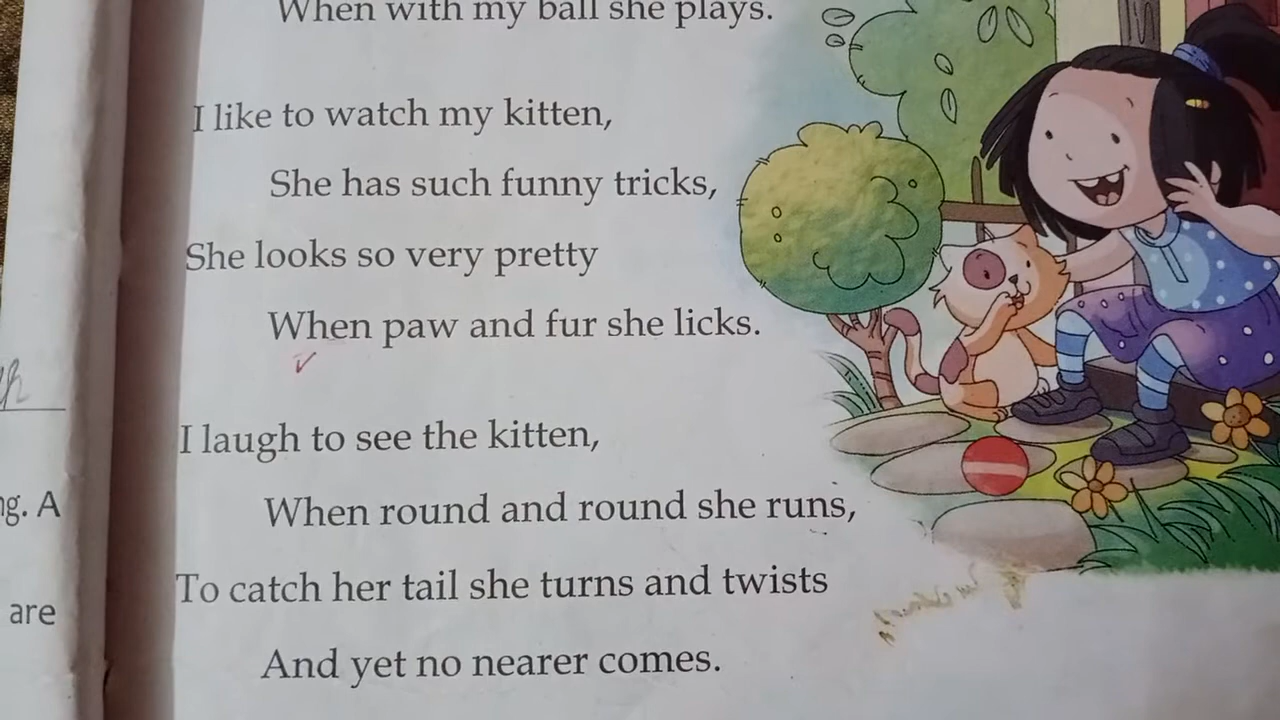 When with my ball she plays.
I like to watch my kitten,
She has such funny tricks,
She looks so very pretty
When paw and fur she licks.
I laugh to see the kitten,
When round and round she runs,
To catch her tail she turns and twists
And yet no nearer comes.
ng. A
are